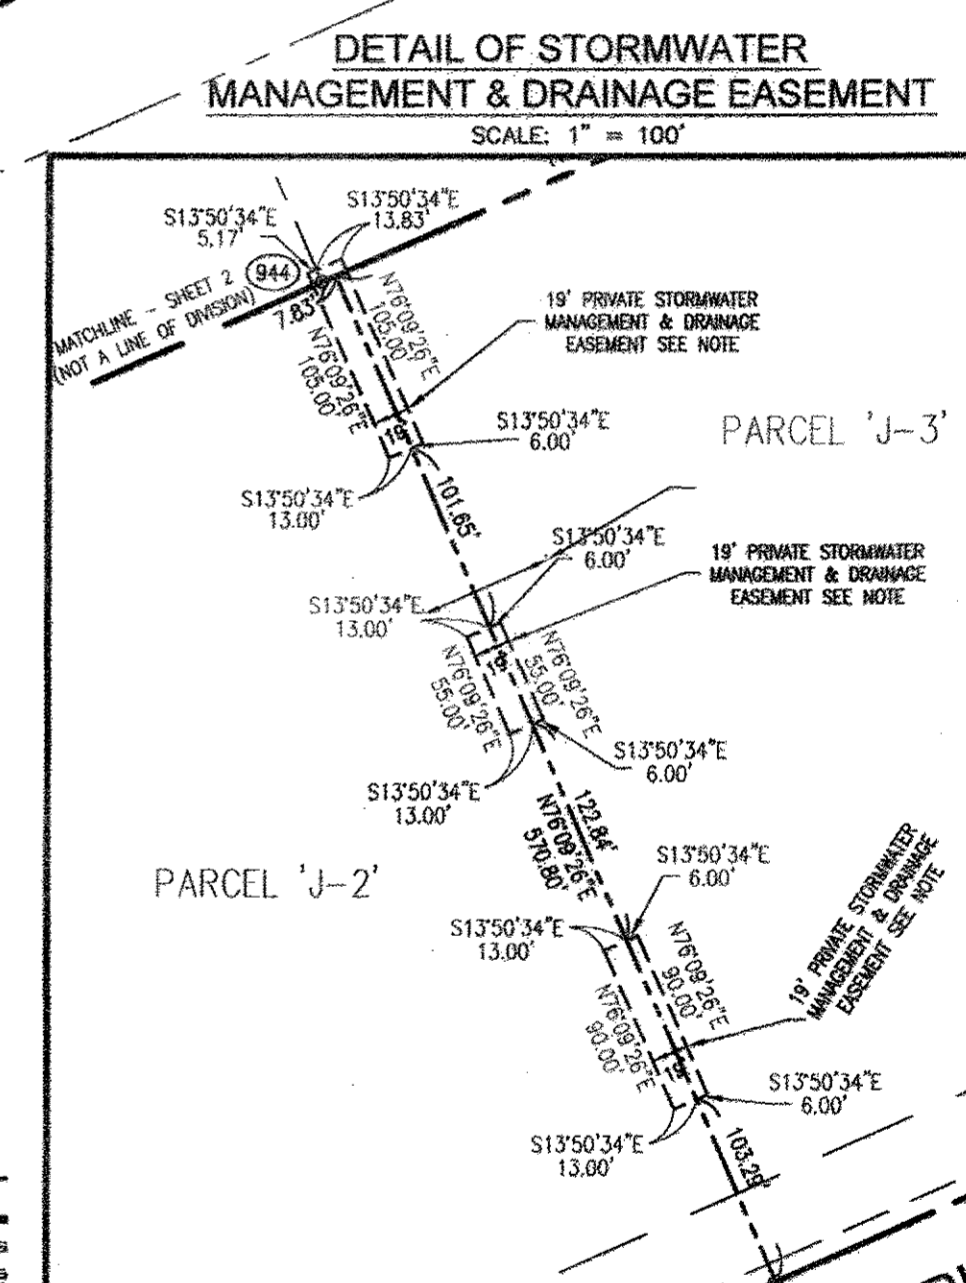 DETAIL OF STORMWATER
MANAGEMENT & DRAINAGE EASEMENT
SCALE: 1" = 100'
S13°50'34"E
5.17'
S13°50'34"E
13.83'
MATCHLINE - SHEET 2
(NOT A LINE OF DIVISION)
944
7.83'
N76°09'26"E
105.00'
N76°09'26"E
105.00'
19'
19' PRIVATE STORMWATER
MANAGEMENT & DRAINAGE
EASEMENT SEE NOTE
S13°50'34"E
6.00'
PARCEL 'J-3'
S13°50'34"E
13.00'
101.65'
S13°50'34"E
6.00'
19' PRIVATE STORMWATER
MANAGEMENT & DRAINAGE
EASEMENT SEE NOTE
S13°50'34"E
13.00'
N76°09'26"E
55.00'
19'
N76°09'26"E
55.00'
S13°50'34"E
6.00'
S13°50'34"E
13.00'
122.84'
N76°09'26"E
570.80'
PARCEL 'J-2'
S13°50'34"E
6.00'
S13°50'34"E
13.00'
N76°09'26"E
90.00'
N76°09'26"E
90.00'
19'
19' PRIVATE STORMWATER
MANAGEMENT & DRAINAGE
EASEMENT SEE NOTE
S13°50'34"E
6.00'
S13°50'34"E
13.00'
103.29'